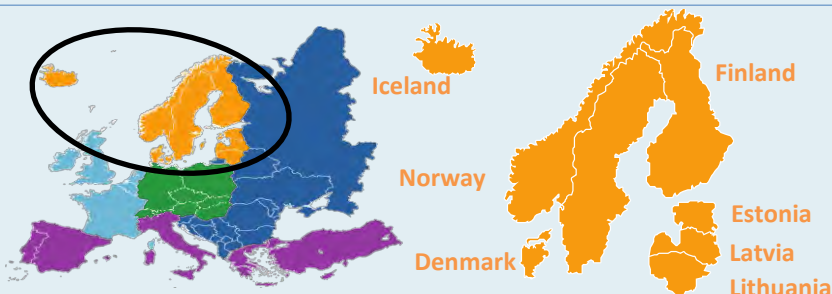 Iceland
Finland
Norway
Estonia
Denmark
Latvia
Lithuania